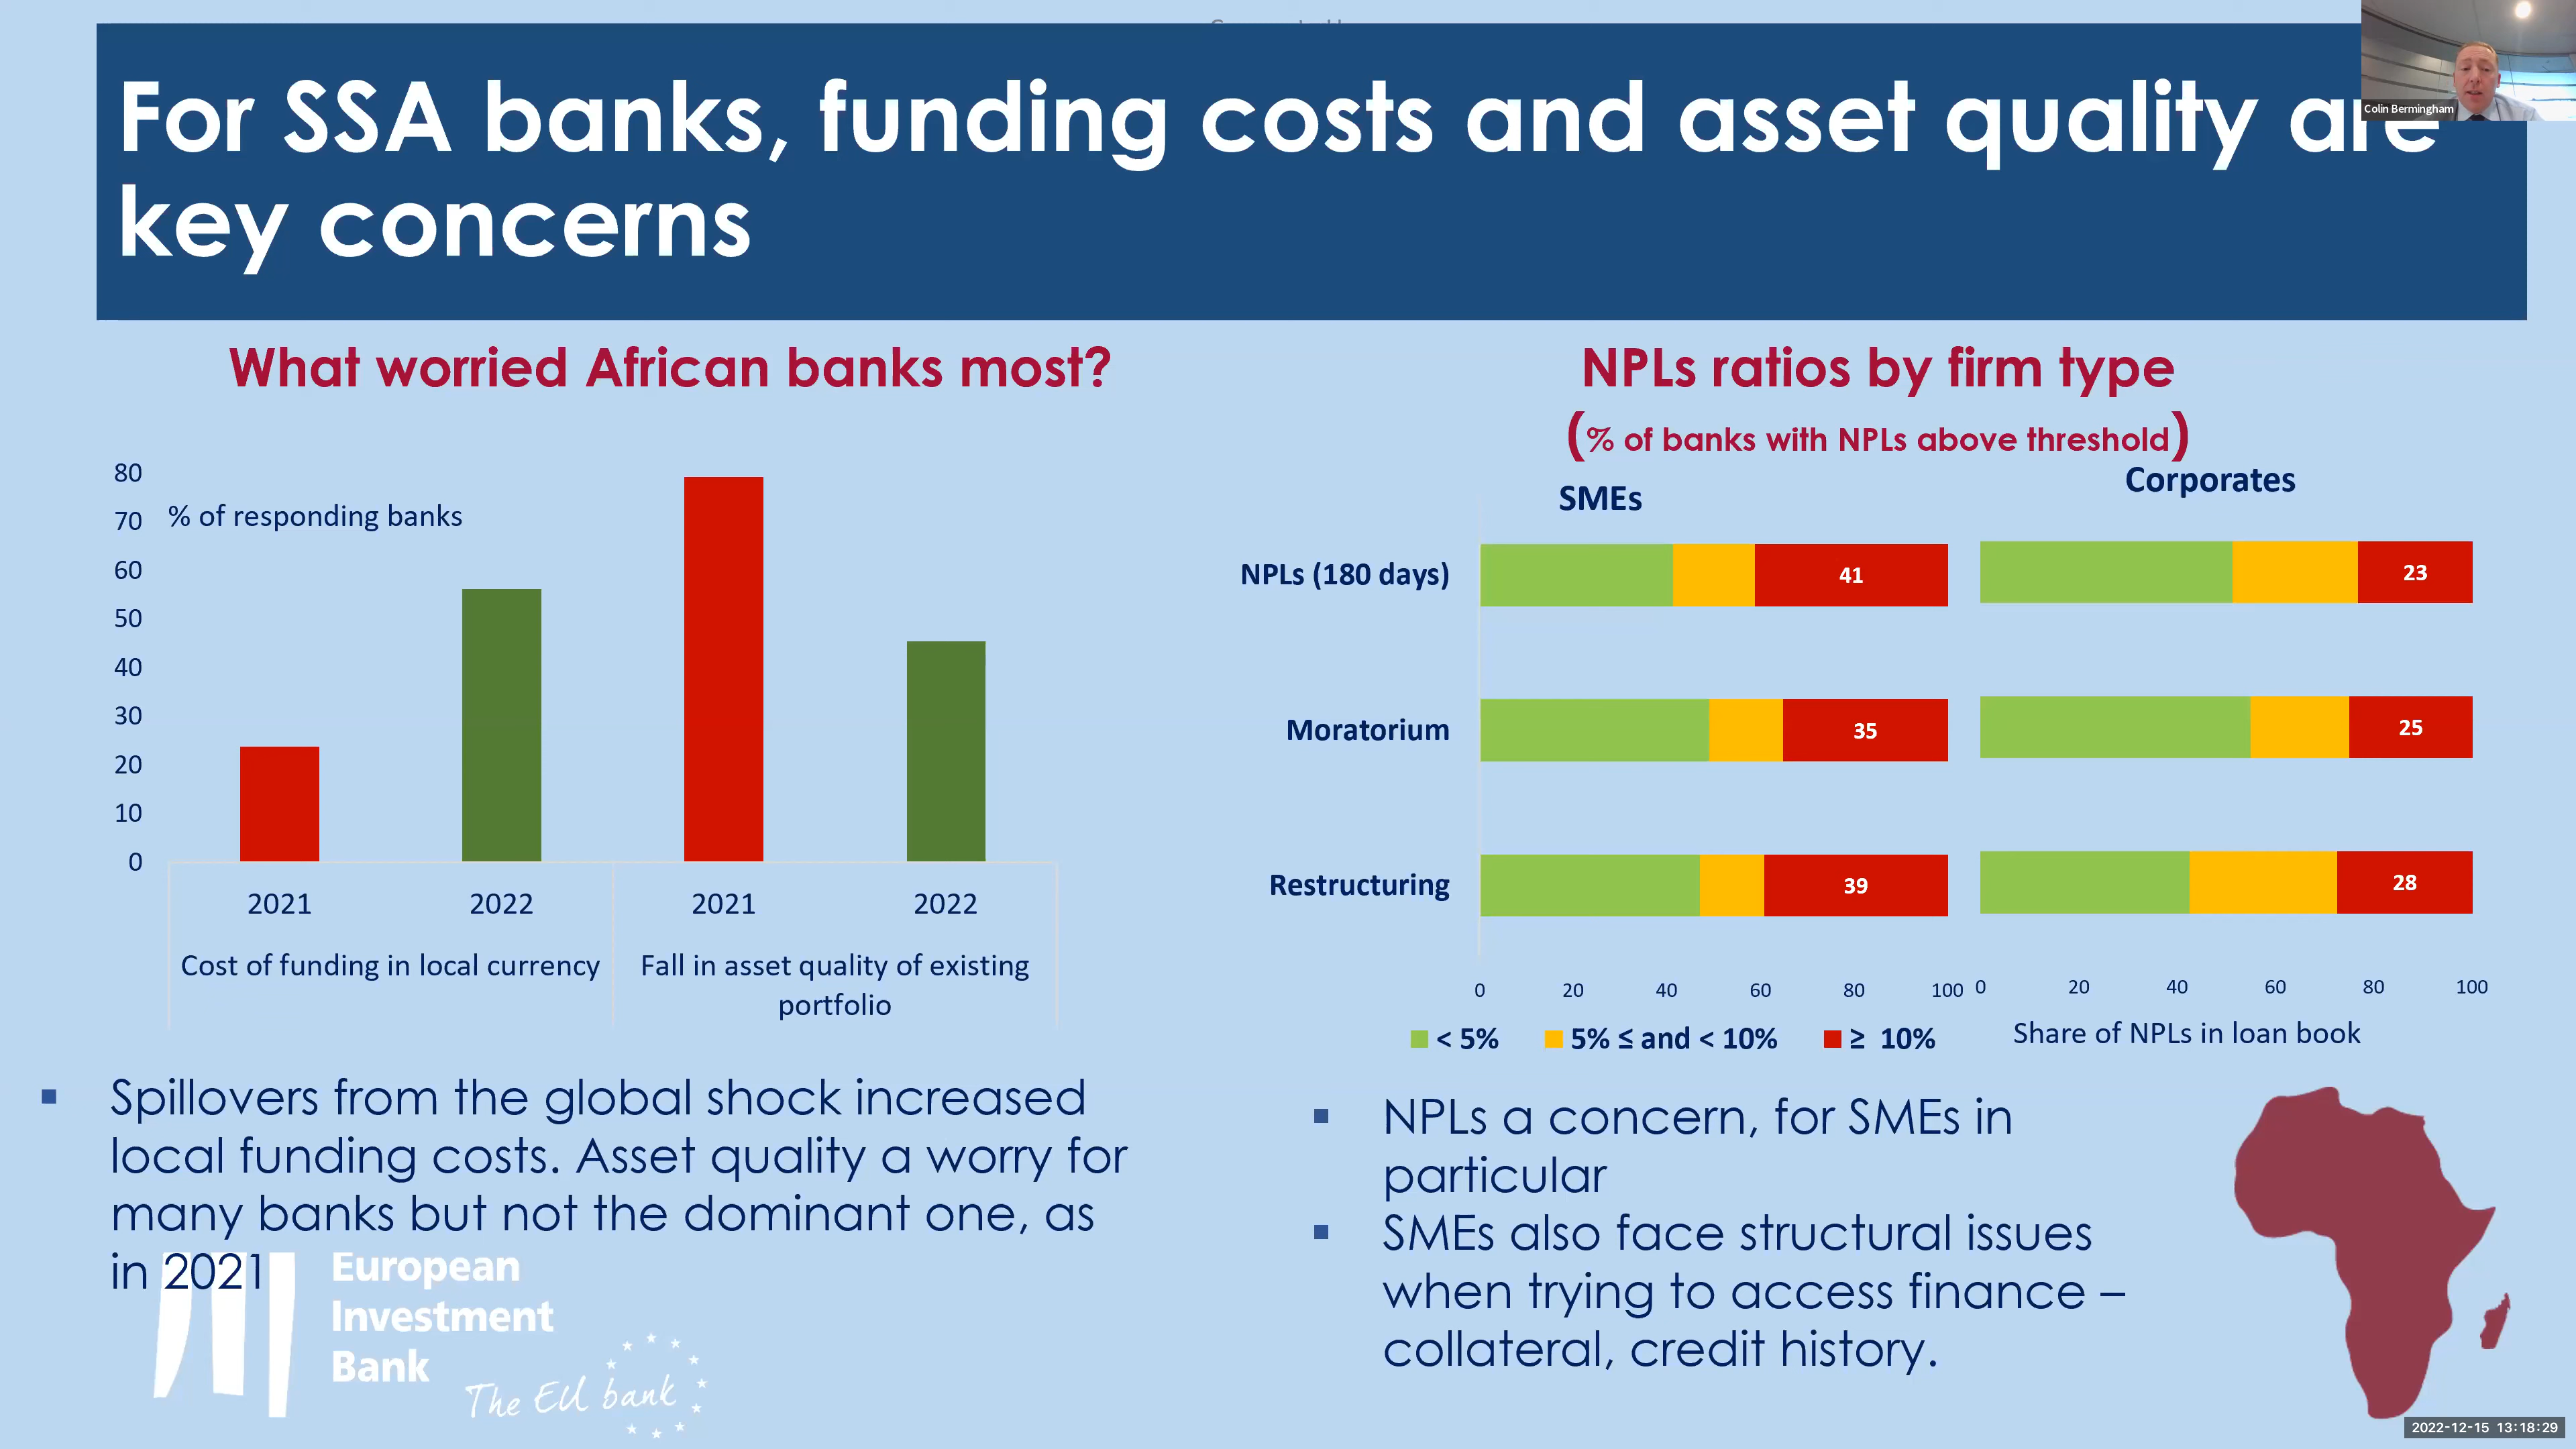 For SSA banks, funding costs and asset quality are
key concerns
Colin Bermingham
What worried African banks most?
80
70
60
50
40
30
20
10
0
% of responding banks
2021
2022
2021
2022
Cost of funding in local currency
Fall in asset quality of existing
portfolio
Spillovers from the global shock increased
local funding costs. Asset quality a worry for
many banks but not the dominant one, as
in 2021
European
Investment
Bank
The EU bank
NPLs ratios by firm type
(% of banks with NPLs above threshold)
SMEs
Corporates
NPLs (180 days)
41
23
Moratorium
35
25
Restructuring
39
28
0 20 40 60 80 100
0 20 40 60 80 100
< 5% 5% ≤ and < 10% ≥ 10%
Share of NPLs in loan book
NPLs a concern, for SMEs in
particular
SMEs also face structural issues
when trying to access finance –
collateral, credit history.
2022-12-15 13:18:29